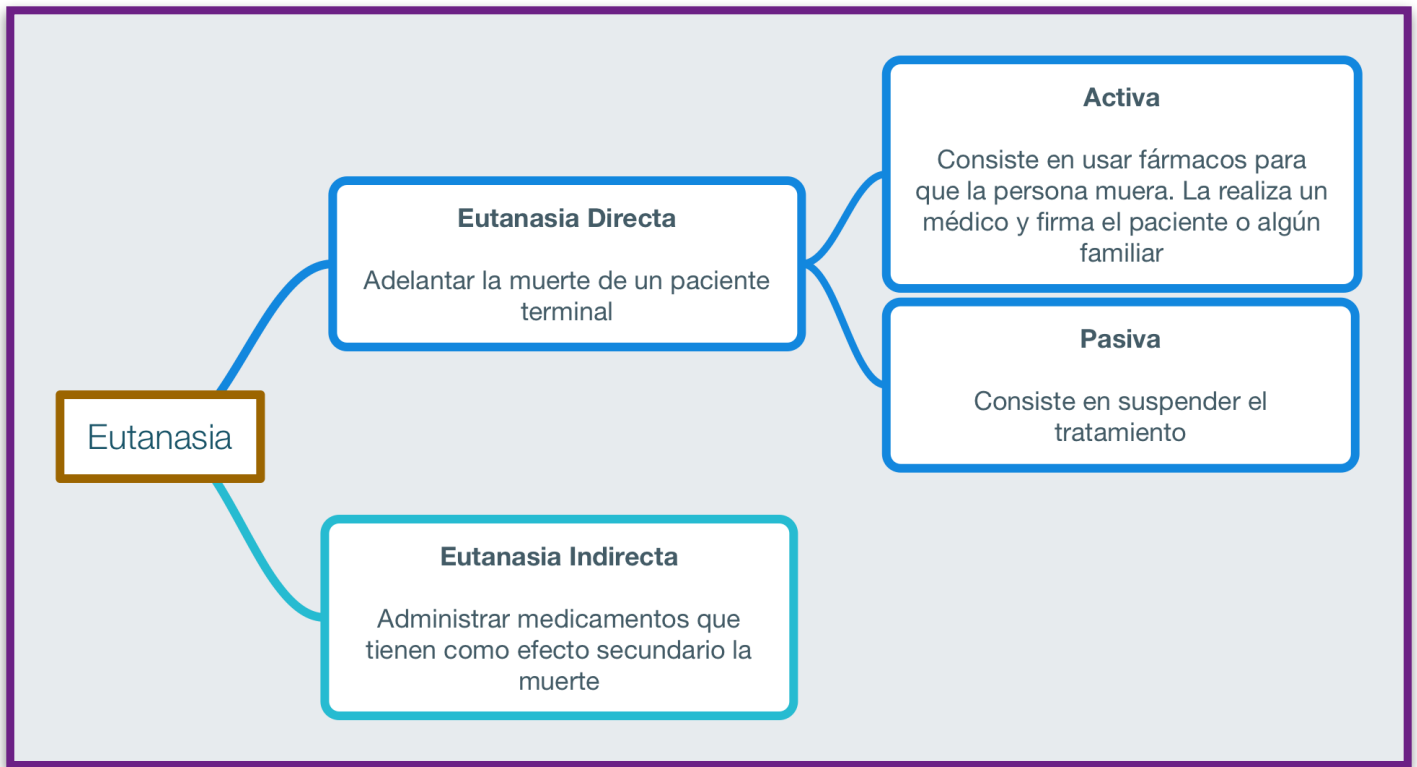 Eutanasia
Eutanasia Directa
Adelantar la muerte de un paciente
terminal
Activa
Consiste en usar fármacos para
que la persona muera. La realiza un
médico y firma el paciente o algún
familiar
Pasiva
Consiste en suspender el
tratamiento
Eutanasia Indirecta
Administrar medicamentos que
tienen como efecto secundario la
muerte